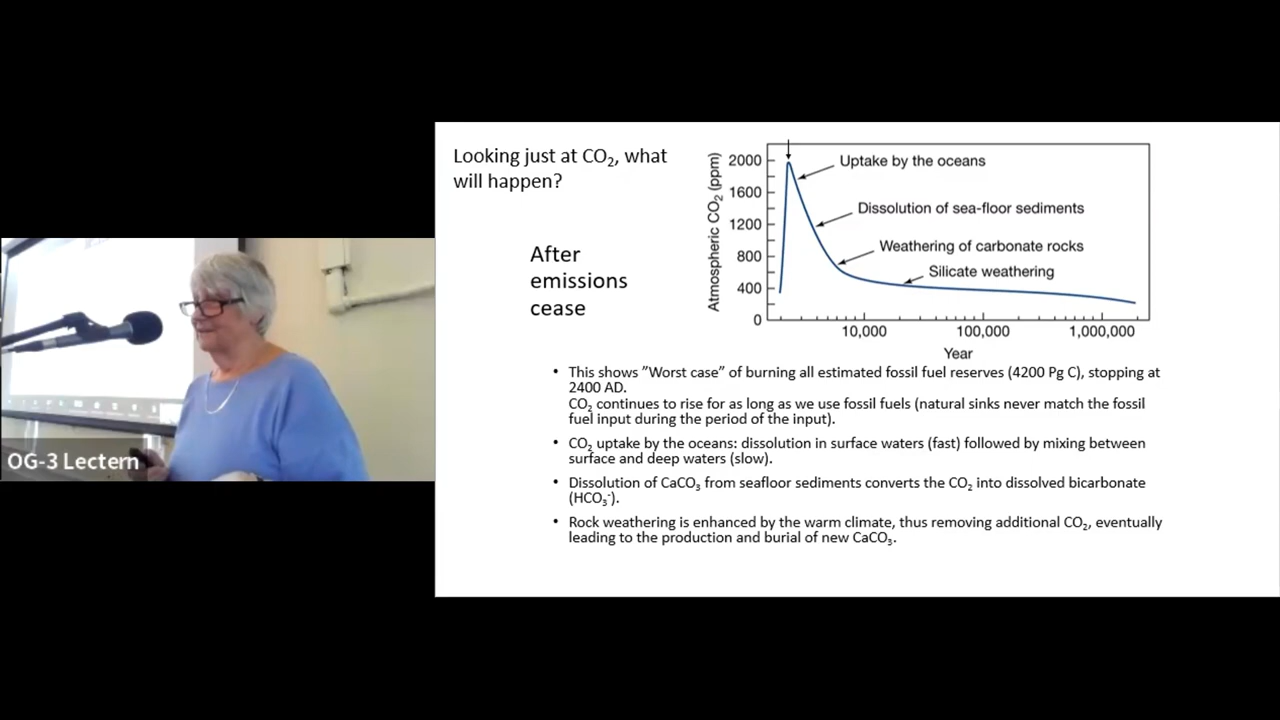 Looking just at CO₂, what
will happen?
After
emissions
cease
Atmospheric CO₂ (ppm)
2000
1600
1200
800
400
0
Uptake by the oceans
Dissolution of sea-floor sediments
Weathering of carbonate rocks
Silicate weathering
10,000
100,000
1,000,000
Year
• This shows ”Worst case” of burning all estimated fossil fuel reserves (4200 Pg C), stopping at
2400 AD.
CO₂ continues to rise for as long as we use fossil fuels (natural sinks never match the fossil
fuel input during the period of the input).
• CO₂ uptake by the oceans: dissolution in surface waters (fast) followed by mixing between
surface and deep waters (slow).
• Dissolution of CaCO₃ from seafloor sediments converts the CO₂ into dissolved bicarbonate
(HCO₃⁻).
• Rock weathering is enhanced by the warm climate, thus removing additional CO₂, eventually
leading to the production and burial of new CaCO₃.
OG-3 Lectern